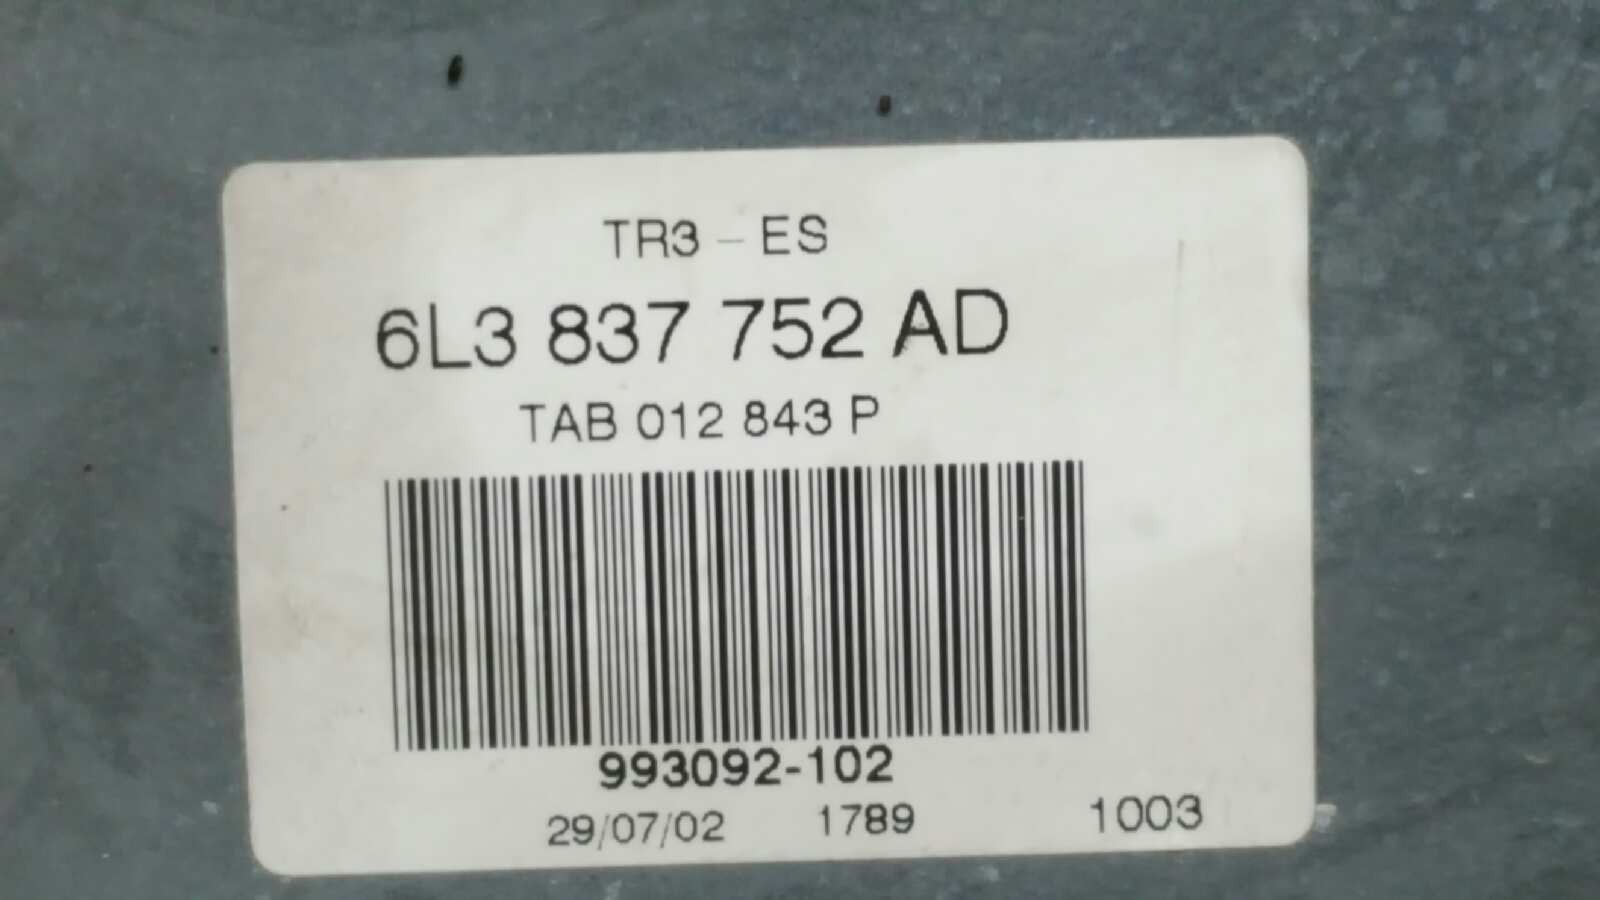 TR3 - ES
6L3 837 752 AD
TAB 012 843 P
993092-102
29/07/02 1789 1003